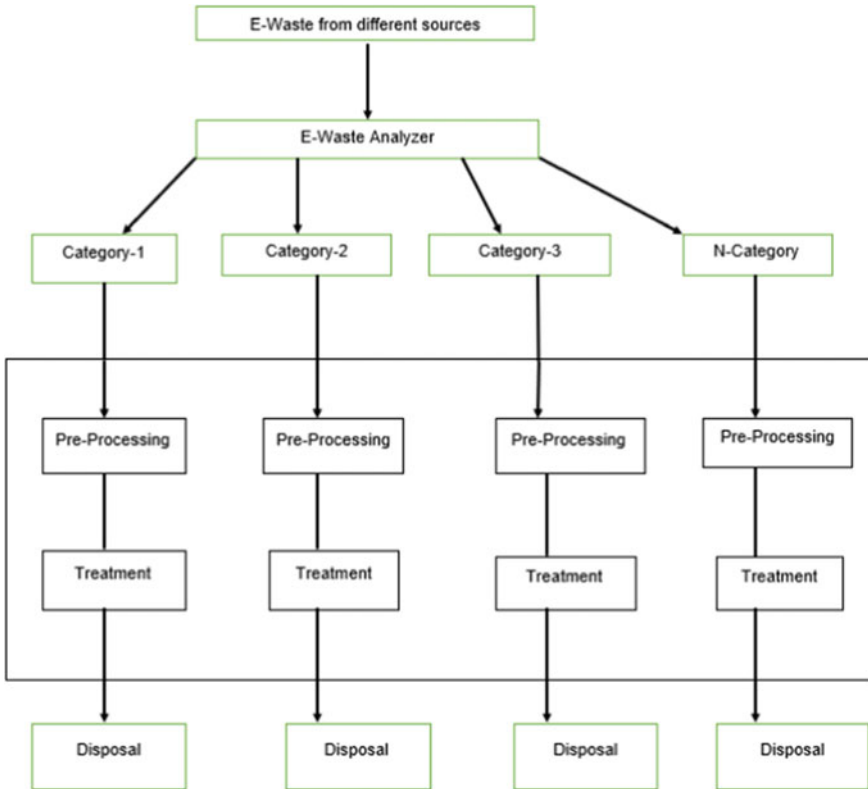 E-Waste from different sources
E-Waste Analyzer
Category-1
Category-2
Category-3
N-Category
Pre-Processing
Pre-Processing
Pre-Processing
Pre-Processing
Treatment
Treatment
Treatment
Treatment
Disposal
Disposal
Disposal
Disposal